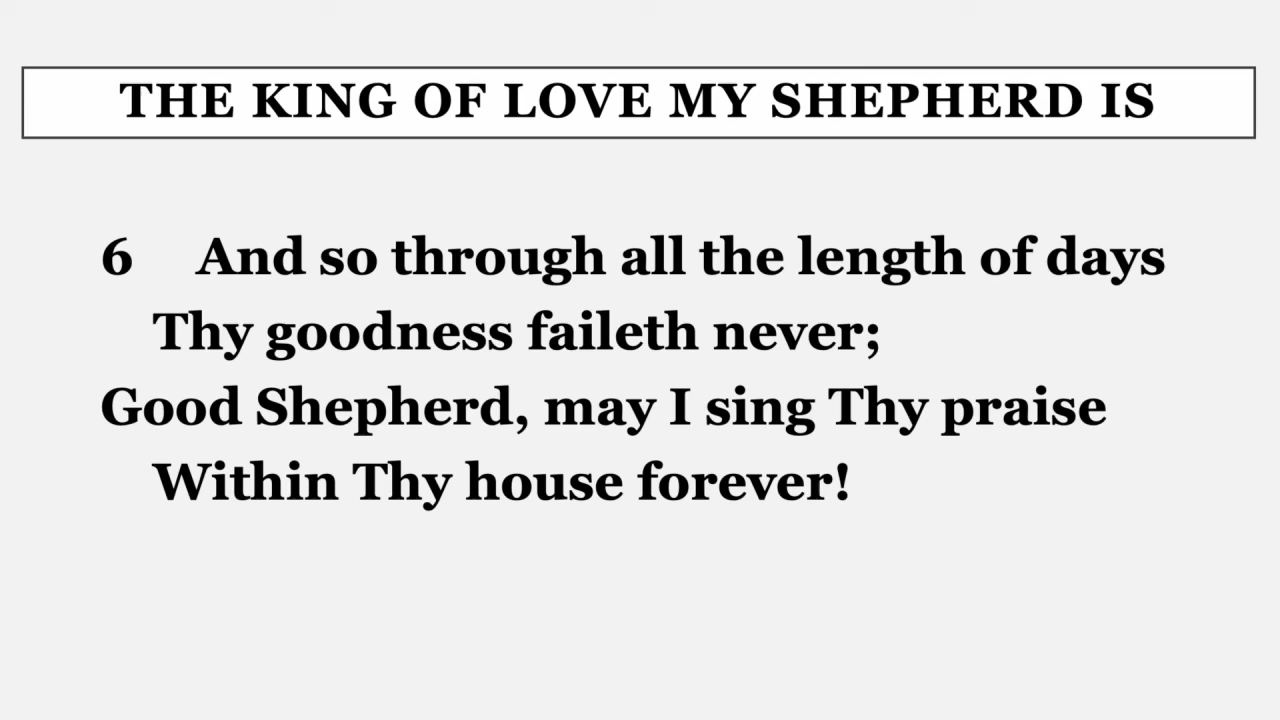 THE KING OF LOVE MY SHEPHERD IS
6 And so through all the length of days
Thy goodness faileth never;
Good Shepherd, may I sing Thy praise
Within Thy house forever!